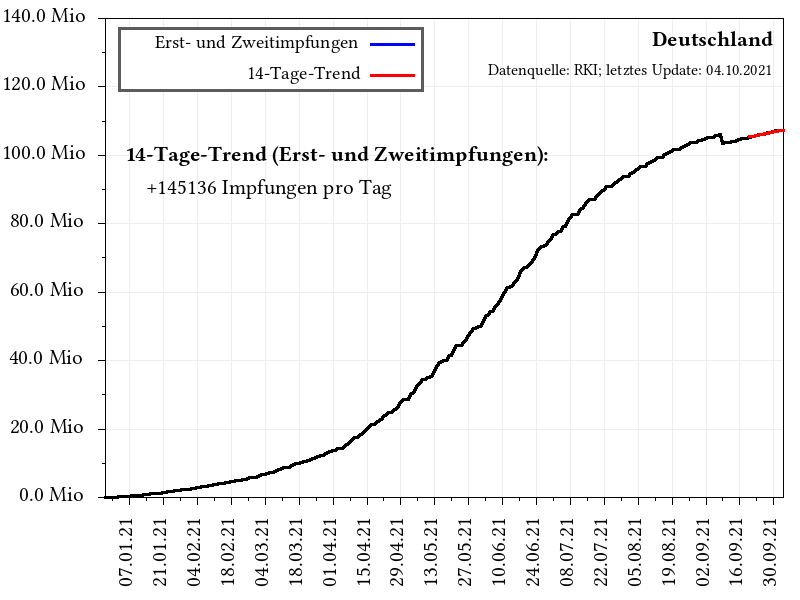 140.0 Mio
120.0 Mio
100.0 Mio
80.0 Mio
60.0 Mio
40.0 Mio
20.0 Mio
0.0 Mio
Erst- und Zweitimpfungen
14-Tage-Trend
Deutschland
Datenquelle: RKI; letztes Update: 04.10.2021
14-Tage-Trend (Erst- und Zweitimpfungen):
+145136 Impfungen pro Tag
07.01.21
21.01.21
04.02.21
18.02.21
04.03.21
18.03.21
01.04.21
15.04.21
29.04.21
13.05.21
27.05.21
10.06.21
24.06.21
08.07.21
22.07.21
05.08.21
19.08.21
02.09.21
16.09.21
30.09.21